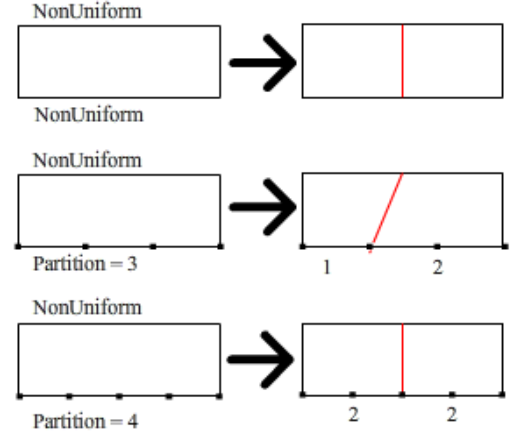 NonUniform
NonUniform
NonUniform
Partition = 3
1 2
NonUniform
Partition = 4
2 2